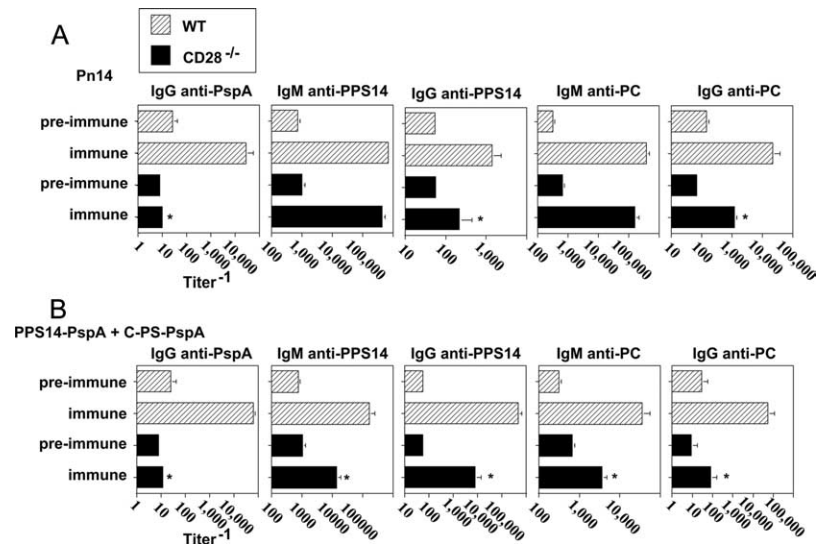 A
WT
CD28 -/-
Pn14
IgG anti-PspA
IgM anti-PPS14
IgG anti-PPS14
IgM anti-PC
IgG anti-PC
pre-immune
immune
pre-immune
immune
*
*
*
1
10
100
1,000
10,000
100
1,000
10,000
100,000
10
100
1,000
100
1,000
10,000
100,000
1
10
100
1,000
10,000
100,000
Titer-1
B
PPS14-PspA + C-PS-PspA
IgG anti-PspA
IgM anti-PPS14
IgG anti-PPS14
IgM anti-PC
IgG anti-PC
pre-immune
immune
pre-immune
immune
*
*
*
*
*
1
10
100
1,000
10,000
100
1000
10000
100000
10
100
1,000
10,000
100,000
100
1,000
10,000
1
10
100
1,000
10,000
100,000
Titer-1